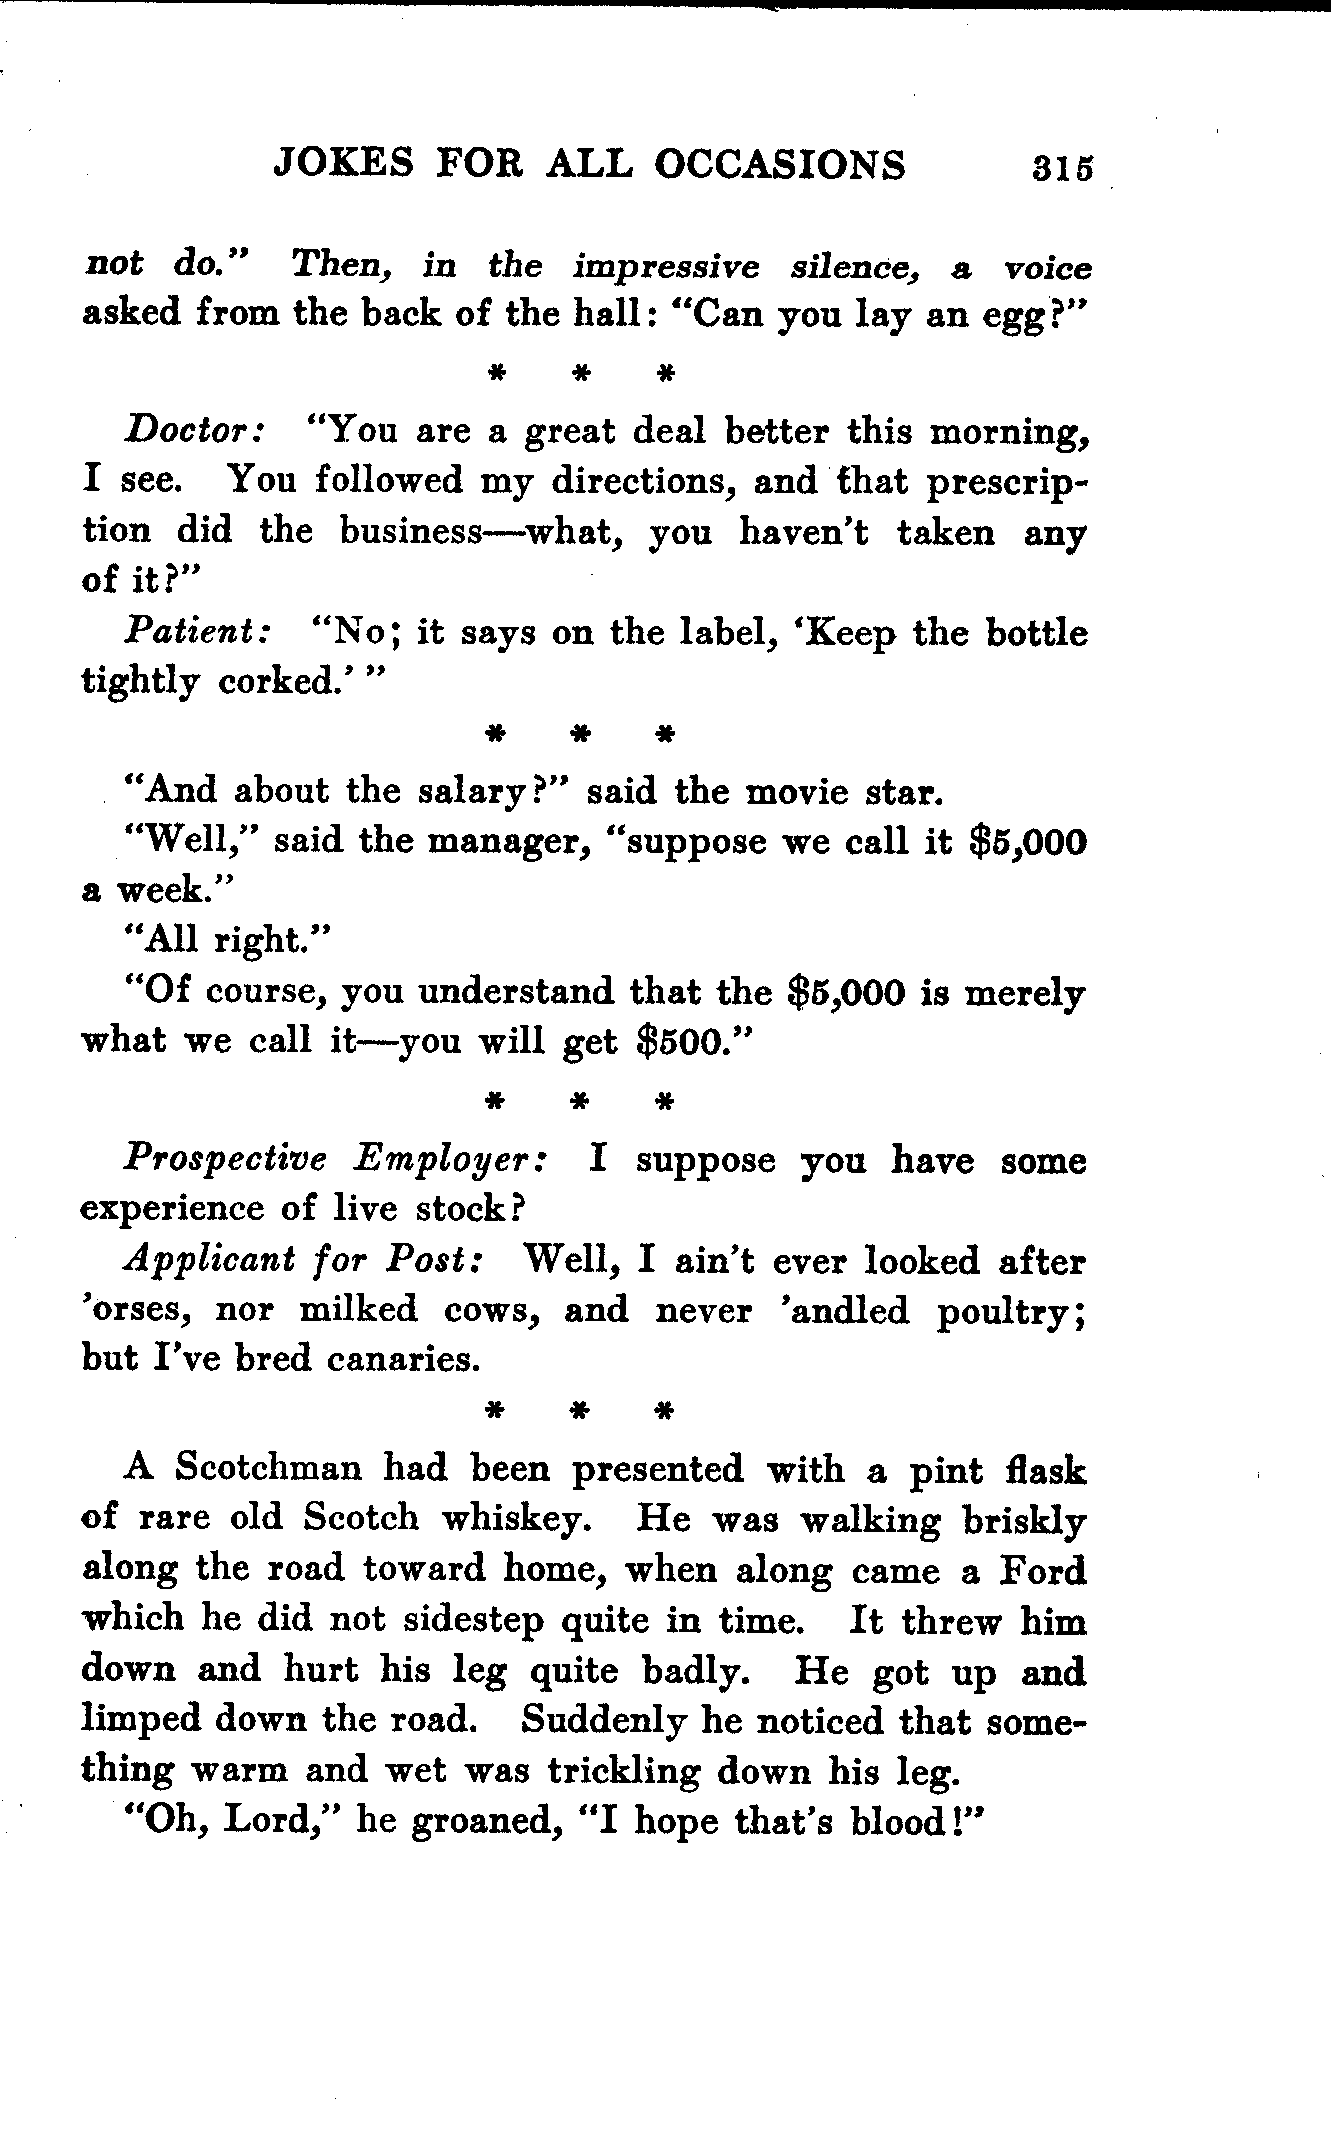 JOKES FOR ALL OCCASIONS 315
not do." Then, in the impressive silence, a voice
asked from the back of the hall: "Can you lay an egg?"
* * *
Doctor: "You are a great deal better this morning,
I see. You followed my directions, and that prescrip-
tion did the business—what, you haven't taken any
of it?"
Patient: "No; it says on the label, 'Keep the bottle
tightly corked.' "
* * *
"And about the salary?" said the movie star.
"Well," said the manager, "suppose we call it $5,000
a week."
"All right."
"Of course, you understand that the $5,000 is merely
what we call it—you will get $500."
* * *
Prospective Employer: I suppose you have some
experience of live stock?
Applicant for Post: Well, I ain't ever looked after
'orses, nor milked cows, and never 'andled poultry;
but I've bred canaries.
* * *
A Scotchman had been presented with a pint flask
of rare old Scotch whiskey. He was walking briskly
along the road toward home, when along came a Ford
which he did not sidestep quite in time. It threw him
down and hurt his leg quite badly. He got up and
limped down the road. Suddenly he noticed that some-
thing warm and wet was trickling down his leg.
"Oh, Lord," he groaned, "I hope that's blood!"